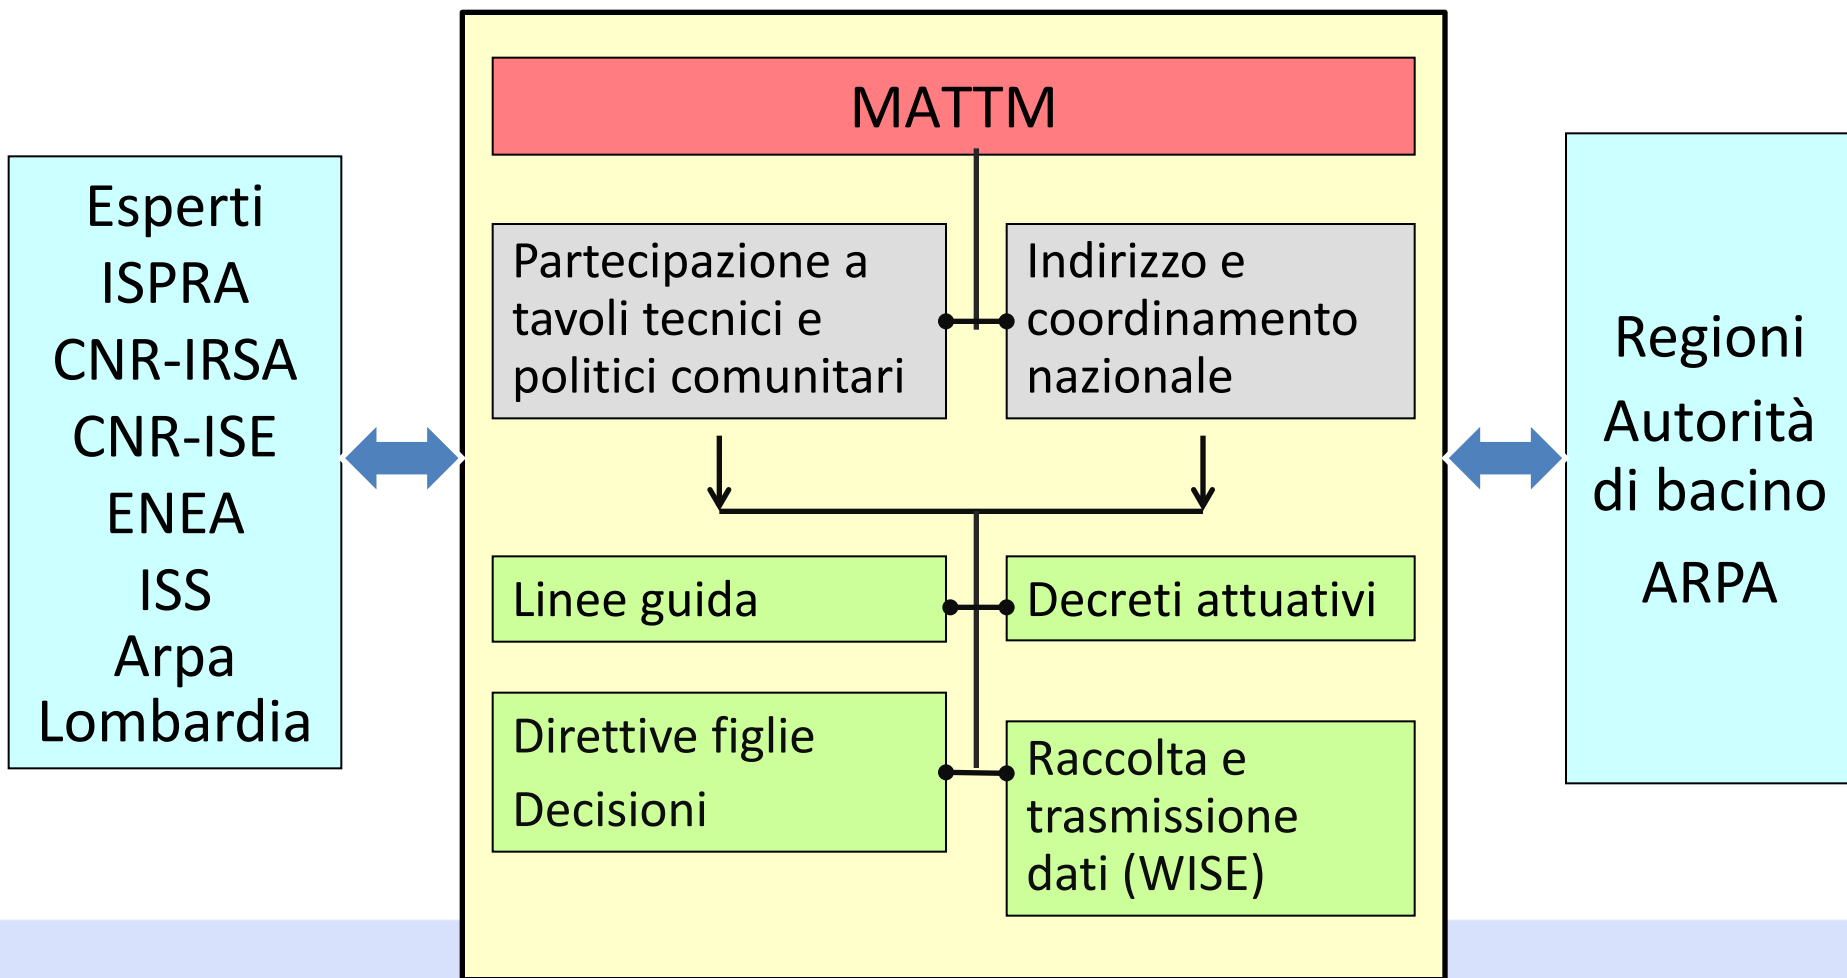 MATTM
Esperti
ISPRA
CNR-IRSA
CNR-ISE
ENEA
ISS
Arpa
Lombardia
Partecipazione a
tavoli tecnici e
politici comunitari
Indirizzo e
coordinamento
nazionale
Linee guida
Decreti attuativi
Direttive figlie
Decisioni
Raccolta e
trasmissione
dati (WISE)
Regioni
Autorità
di bacino
ARPA